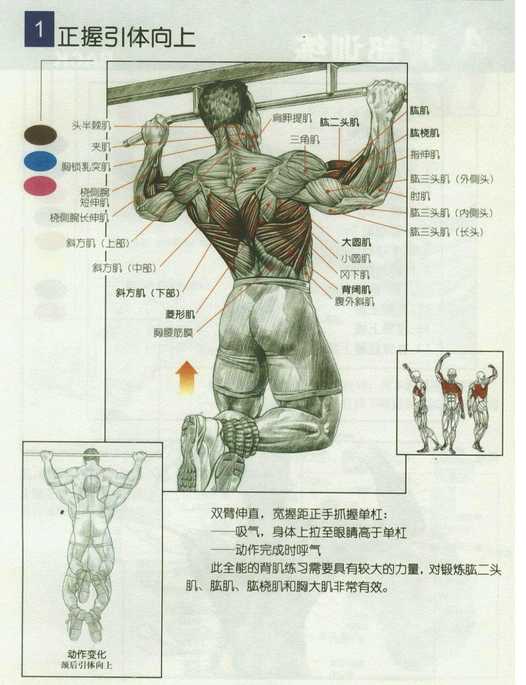 1 正握引体向上
头半棘肌
夹肌
胸锁乳突肌
桡侧腕
短伸肌
桡侧腕长伸肌
斜方肌（上部）
斜方肌（中部）
斜方肌（下部）
菱形肌
胸腰筋膜
肩胛提肌
三角肌
肱二头肌
肱肌
肱桡肌
指伸肌
肱三头肌（外侧头）
肘肌
肱三头肌（内侧头）
肱三头肌（长头）
大圆肌
小圆肌
冈下肌
背阔肌
腹外斜肌
双臂伸直，宽握距正手抓握单杠：
——吸气，身体上拉至眼睛高于单杠
——动作完成时呼气
此全能的背肌练习需要具有较大的力量，对锻炼肱二头
肌、肱肌、肱桡肌和胸大肌非常有效。
动作变化
颈后引体向上